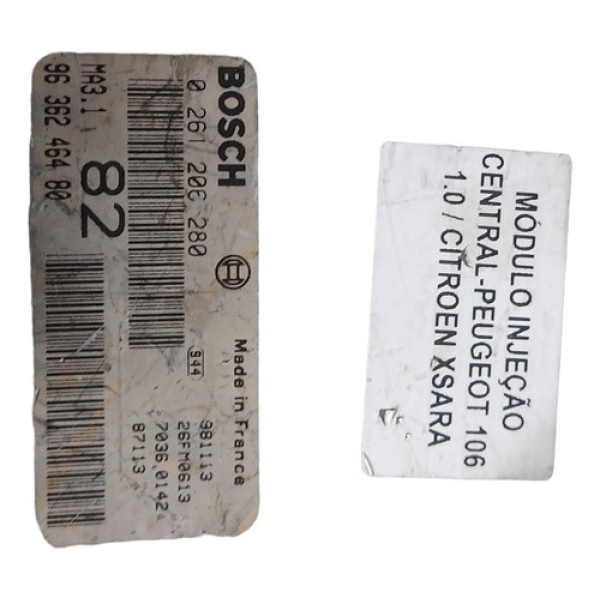 BOSCH
0 261 206 280
82
MA3.1
96 362 464 80
Made in France
S44
981113
26FM0613
7036 0142
87113
MÓDULO INJEÇÃO
CENTRAL-PEUGEOT 106
1.0 / CITROEN XSARA